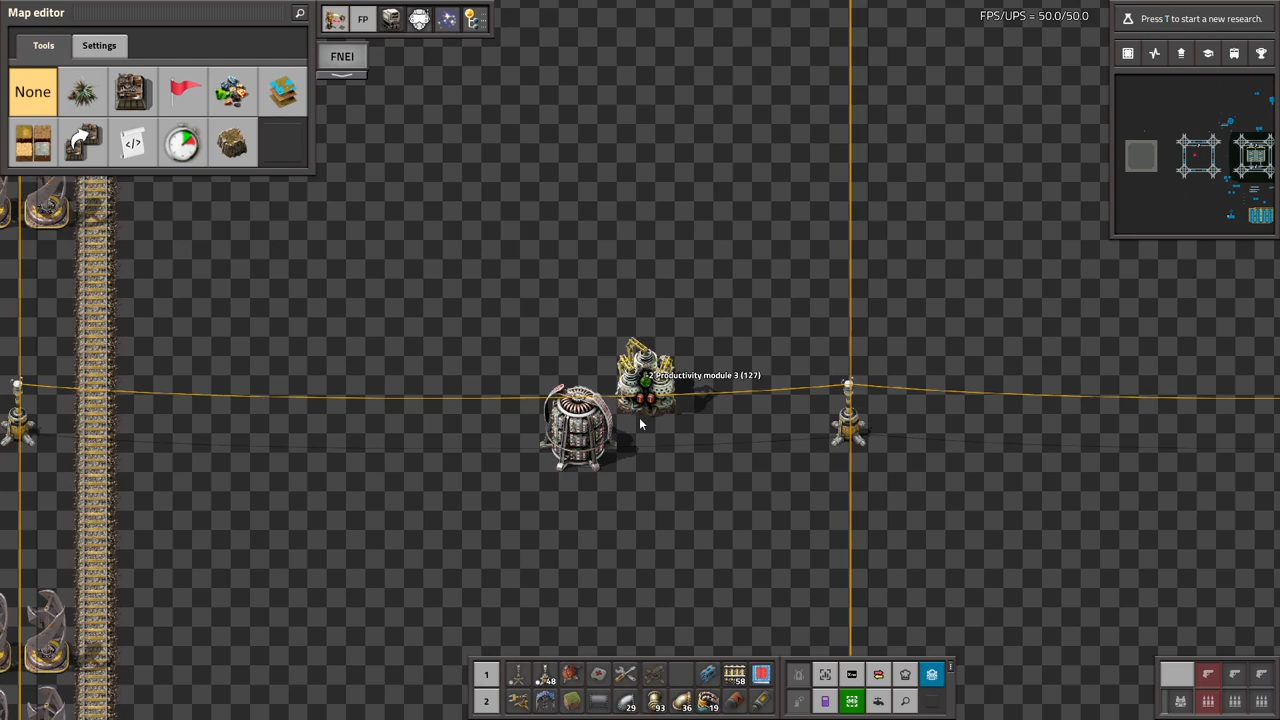 Map editor
Tools
Settings
None
FP
FNEI
FPS/UPS = 50.0/50.0
Press T to start a new research.
-2 Productivity module 3 (127)
1
48
58
2
29
93
36
19